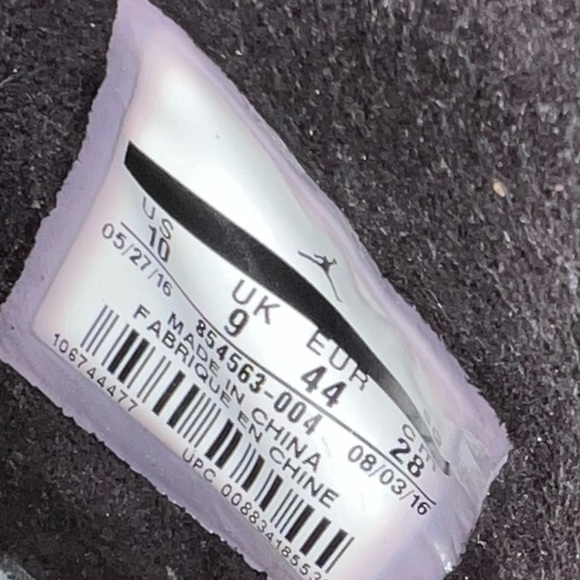 US UK EUR
10 9 44 28
05/27/16 854563-004 08/03/16
MADE IN CHINA
FABRIQUE EN CHINE
106744477
UPC 0088341855